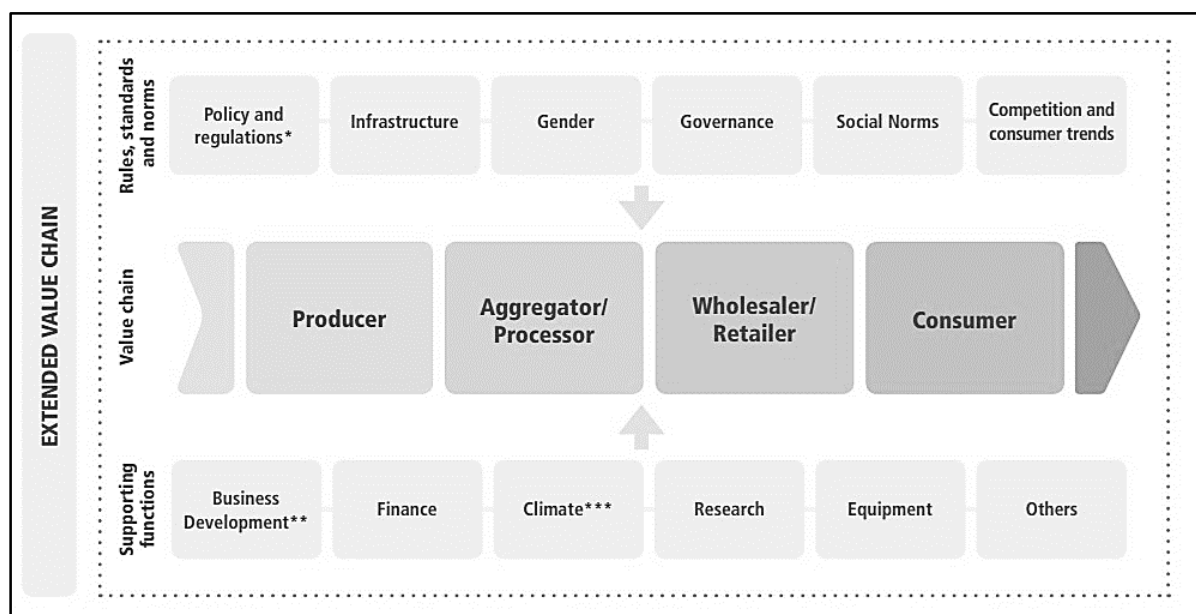 EXTENDED VALUE CHAIN
Rules, standards
and norms
Policy and
regulations*
Infrastructure
Gender
Governance
Social Norms
Competition and
consumer trends
Value chain
Producer
Aggregator/
Processor
Wholesaler/
Retailer
Consumer
Supporting
functions
Business
Development**
Finance
Climate***
Research
Equipment
Others